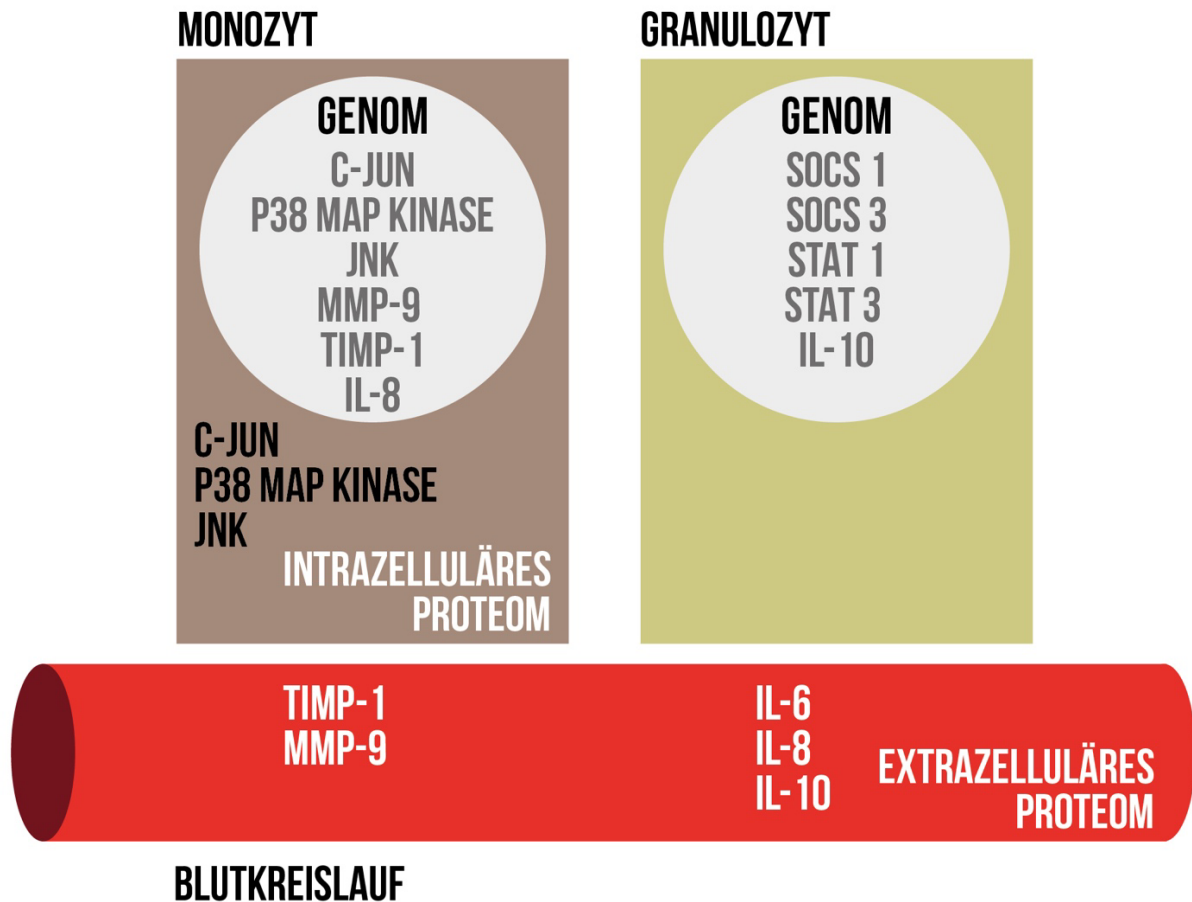 MONOZYT
GENOM
C-JUN
P38 MAP KINASE
JNK
MMP-9
TIMP-1
IL-8
C-JUN
P38 MAP KINASE
JNK
INTRAZELLULÄRES
PROTEOM
GRANULOZYT
GENOM
SOCS 1
SOCS 3
STAT 1
STAT 3
IL-10
TIMP-1
MMP-9
IL-6
IL-8
IL-10
EXTRAZELLULÄRES
PROTEOM
BLUTKREISLAUF